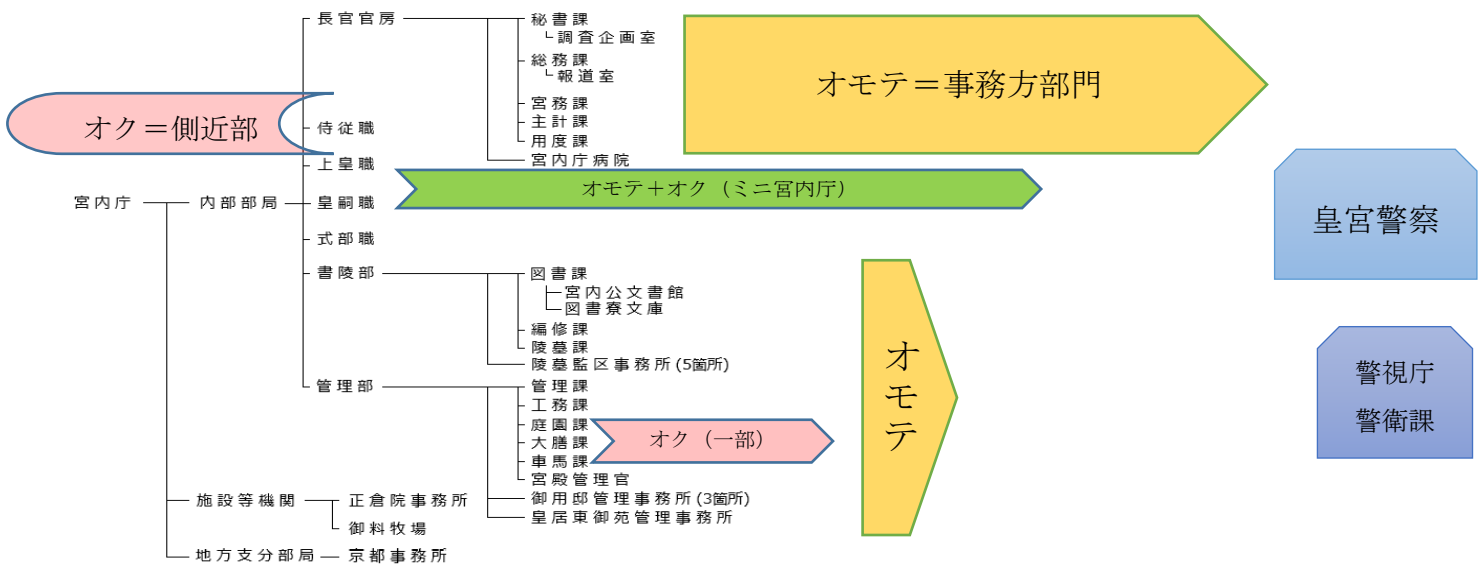 長官官房
秘書課
調査企画室
総務課
報道室
宮務課
主計課
用度課
宮内庁病院
オモテ＝事務方部門
オク＝側近部
侍従職
上皇職
オモテ＋オク（ミニ宮内庁）
宮内庁
内部部局
皇嗣職
式部職
皇宮警察
書陵部
図書課
宮内公文書館
図書寮文庫
編修課
陵墓課
陵墓監区事務所(5箇所)
オモテ
警視庁
警衛課
管理部
管理課
工務課
庭園課
大膳課
車馬課
宮殿管理官
オク（一部）
御用邸管理事務所(3箇所)
皇居東御苑管理事務所
施設等機関
正倉院事務所
御料牧場
地方支分部局
京都事務所